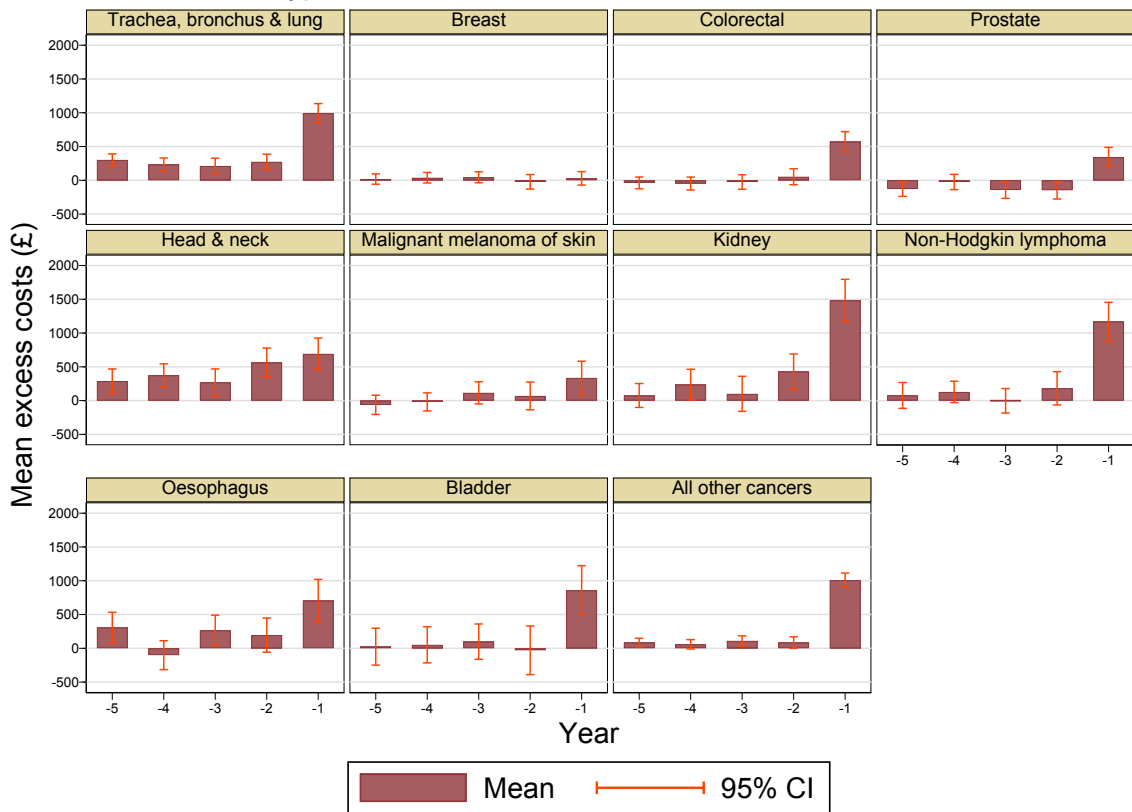 Trachea, bronchus & lung Breast Colorectal Prostate
2000
1500
1000
500
0
-500
Head & neck Malignant melanoma of skin Kidney Non-Hodgkin lymphoma
2000
1500
1000
500
0
-500
-5 -4 -3 -2 -1
Mean excess costs (£)
Oesophagus Bladder All other cancers
2000
1500
1000
500
0
-500
-5 -4 -3 -2 -1 -5 -4 -3 -2 -1 -5 -4 -3 -2 -1
Year
Mean 95% CI